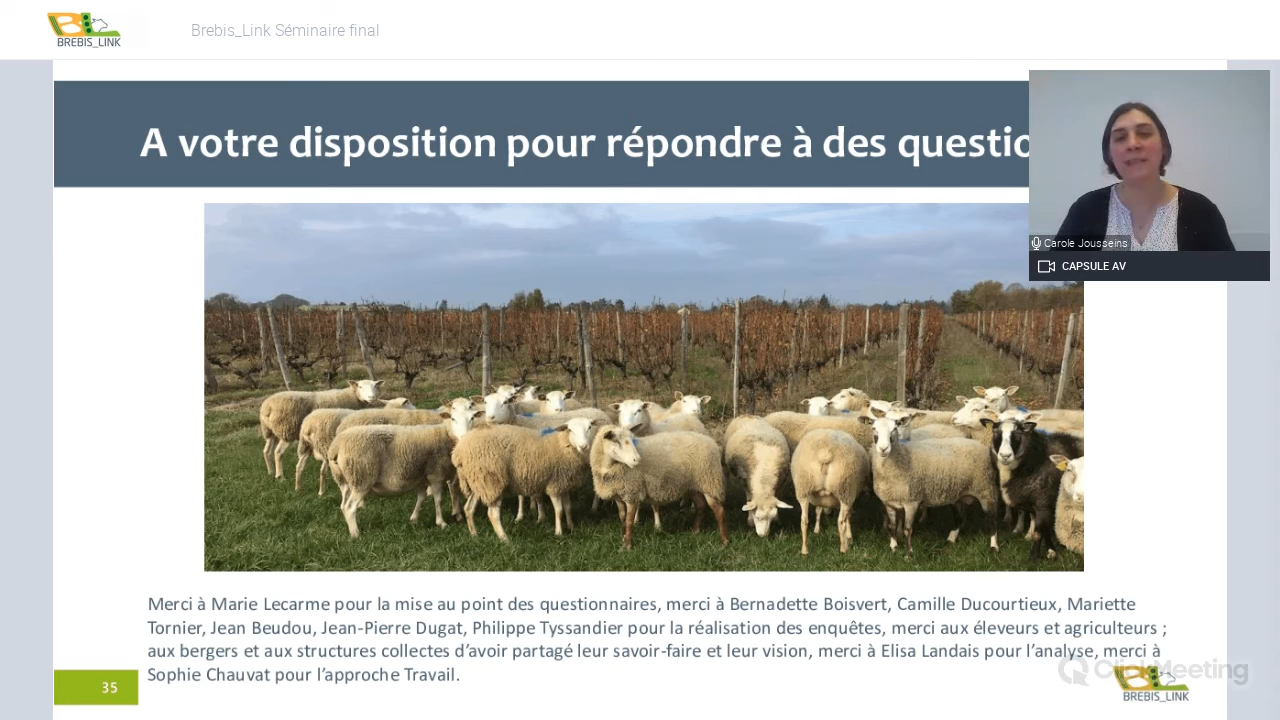 BREBIS_LINK
Brebis_Link Séminaire final
A votre disposition pour répondre à des questio
Carole Jousseins
CAPSULE AV
Merci à Marie Lecarme pour la mise au point des questionnaires, merci à Bernadette Boisvert, Camille Ducourtieux, Mariette
Tornier, Jean Beudou, Jean-Pierre Dugat, Philippe Tyssandier pour la réalisation des enquêtes, merci aux éleveurs et agriculteurs ;
aux bergers et aux structures collectes d’avoir partagé leur savoir-faire et leur vision, merci à Elisa Landais pour l’analyse, merci à
Sophie Chauvat pour l’approche Travail.
35
ClickMeeting
BREBIS_LINK